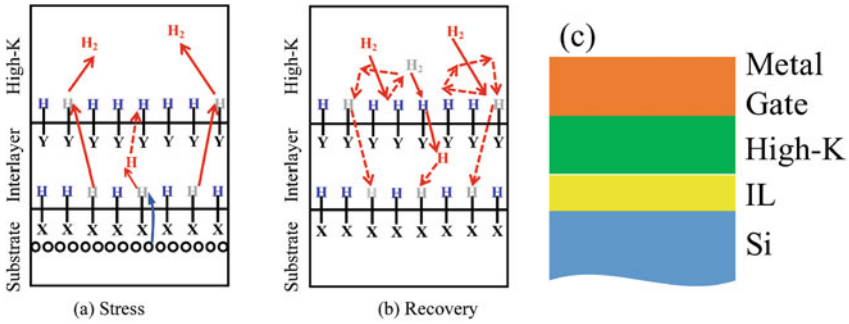 High-K
Interlayer
Substrate
H₂
H₂
H H H H H H H H
Y Y Y Y Y Y Y Y
H
H H H H H H H H
X X X X X X X X
(a) Stress
High-K
Interlayer
Substrate
H₂
H₂
H₂
H H H H H H H H
Y Y Y Y Y Y Y Y
H
H H H H H H H H
X X X X X X X X
(b) Recovery
(c)
Metal
Gate
High-K
IL
Si